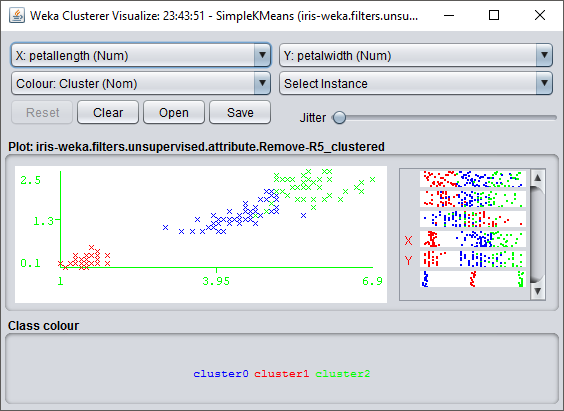 Weka Clusterer Visualize: 23:43:51 - SimpleKMeans (iris-weka.filters.unsu...
X: petallength (Num) Y: petalwidth (Num)
Colour: Cluster (Nom) Select Instance
Reset Clear Open Save Jitter
Plot: iris-weka.filters.unsupervised.attribute.Remove-R5_clustered
2.5
1.3
0.1
1 3.95 6.9
X
Y
Class colour
cluster0 cluster1 cluster2